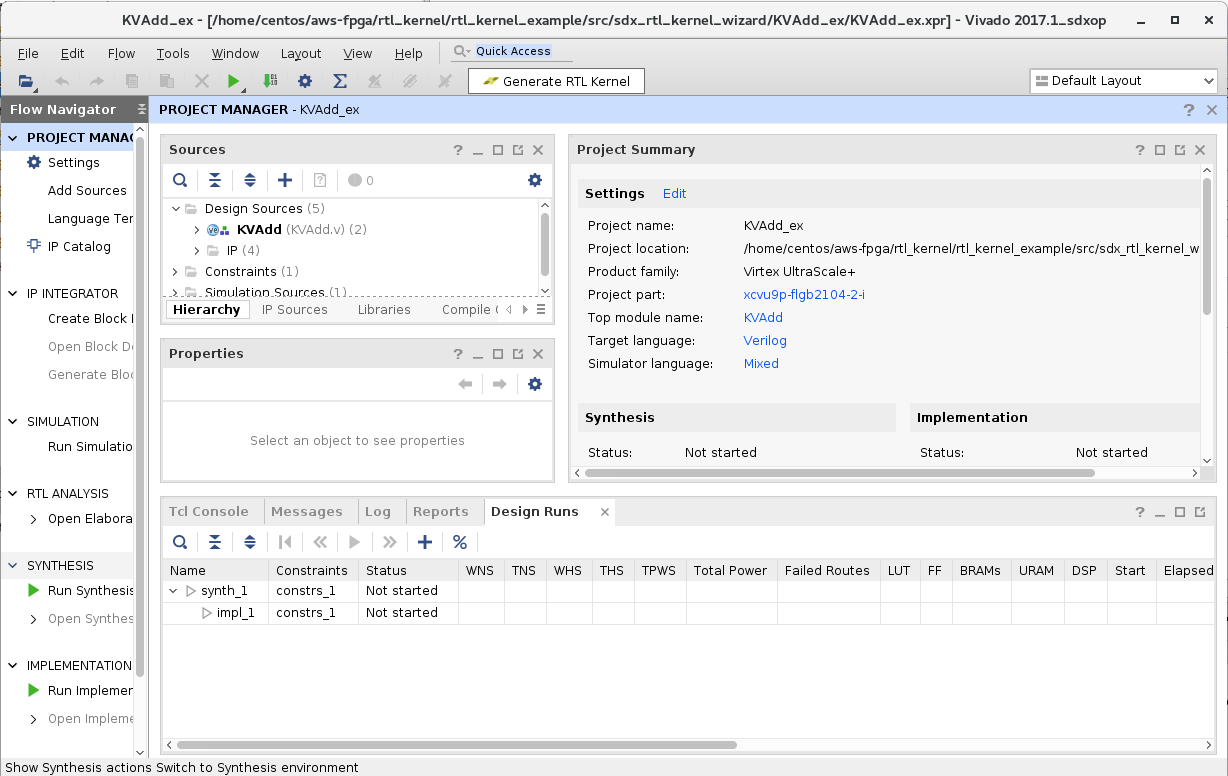 KVAdd_ex - [/home/centos/aws-fpga/rtl_kernel/rtl_kernel_example/src/sdx_rtl_kernel_wizard/KVAdd_ex/KVAdd_ex.xpr] - Vivado 2017.1_sdxop
File Edit Flow Tools Window Layout View Help Quick Access
Generate RTL Kernel Default Layout
Flow Navigator
PROJECT MANAG
Settings
Add Sources
Language Ter
IP Catalog
IP INTEGRATOR
Create Block
Open Block De
Generate Bloc
SIMULATION
Run Simulatio
RTL ANALYSIS
Open Elabora
SYNTHESIS
Run Synthesis
Open Synthes
IMPLEMENTATION
Run Implemer
Open Impleme
PROJECT MANAGER - KVAdd_ex
Sources
0
Design Sources (5)
KVAdd (KVAdd.v) (2)
IP (4)
Constraints (1)
Simulation Sources (1)
Hierarchy IP Sources Libraries Compile
Properties
Select an object to see properties
Project Summary
Settings Edit
Project name: KVAdd_ex
Project location: /home/centos/aws-fpga/rtl_kernel/rtl_kernel_example/src/sdx_rtl_kernel_w
Product family: Virtex UltraScale+
Project part: xcvu9p-flgb2104-2-i
Top module name: KVAdd
Target language: Verilog
Simulator language: Mixed
Synthesis Implementation
Status: Not started Status: Not started
Tcl Console Messages Log Reports Design Runs
Name Constraints Status WNS TNS WHS THS TPWS Total Power Failed Routes LUT FF BRAMs URAM DSP Start Elapsed
synth_1 constrs_1 Not started
impl_1 constrs_1 Not started
Show Synthesis actions Switch to Synthesis environment